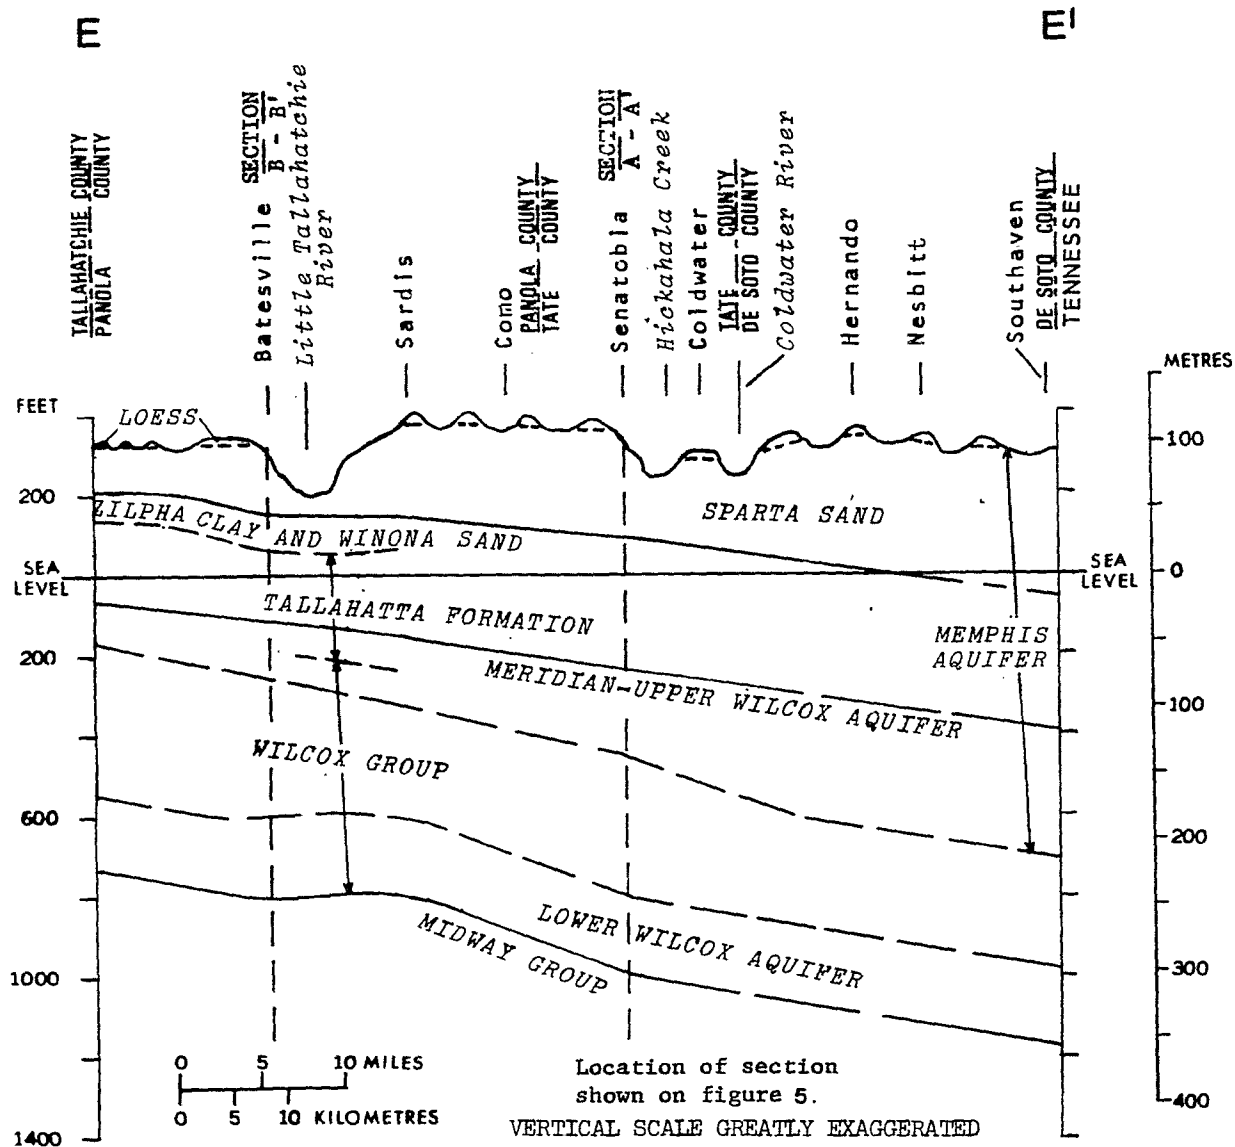 E
E'
TALLAHATCHIE COUNTY
PANOLA COUNTY
Batesville
SECTION
B - B'
Little Tallahatchie
River
Sardis
Como
PANOLA COUNTY
TATE COUNTY
Senatobia
SECTION
A - A'
Hickahala Creek
Coldwater
TATE COUNTY
DE SOTO COUNTY
Coldwater River
Hernando
Nesbitt
Southaven
DE SOTO COUNTY
TENNESSEE
FEET
METRES
LOESS
100
200
SPARTA SAND
ZILPHA CLAY AND WINONA SAND
SEA
LEVEL
0
SEA
LEVEL
TALLAHATTA FORMATION
MEMPHIS
AQUIFER
200
MERIDIAN-UPPER WILCOX AQUIFER
100
WILCOX GROUP
600
200
LOWER WILCOX AQUIFER
MIDWAY GROUP
1000
300
0 5 10 MILES
0 5 10 KILOMETRES
Location of section
shown on figure 5.
VERTICAL SCALE GREATLY EXAGGERATED
400
1400